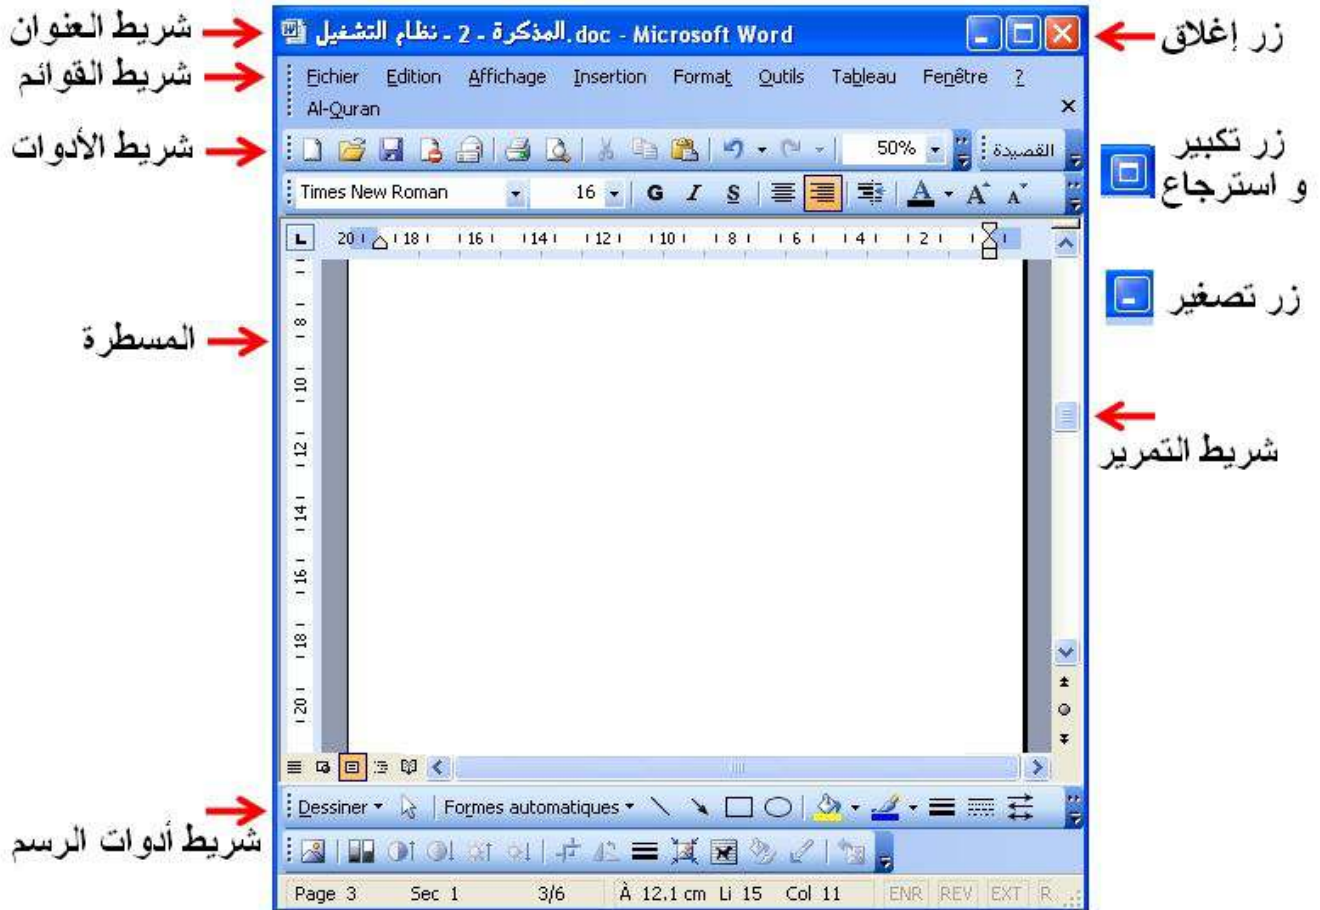 شريط العنوان
المذكرة - 2 - نظام التشغيل.doc - Microsoft Word
زر إغلاق
شريط القوائم
Fichier Edition Affichage Insertion Format Outils Tableau Fenêtre ?
Al-Quran
شريط الأدوات
50%
القصيدة
زر تكبير
و استرجاع
Times New Roman 16 G I S A A A
L 20 18 16 14 12 10 8 6 4 2
زر تصغير
المسطرة
8
10
12
14
16
18
20
شريط التمرير
Dessiner Formes automatiques
شريط أدوات الرسم
Page 3 Sec 1 3/6 À 12.1 cm Li 15 Col 11 ENR REV EXT R